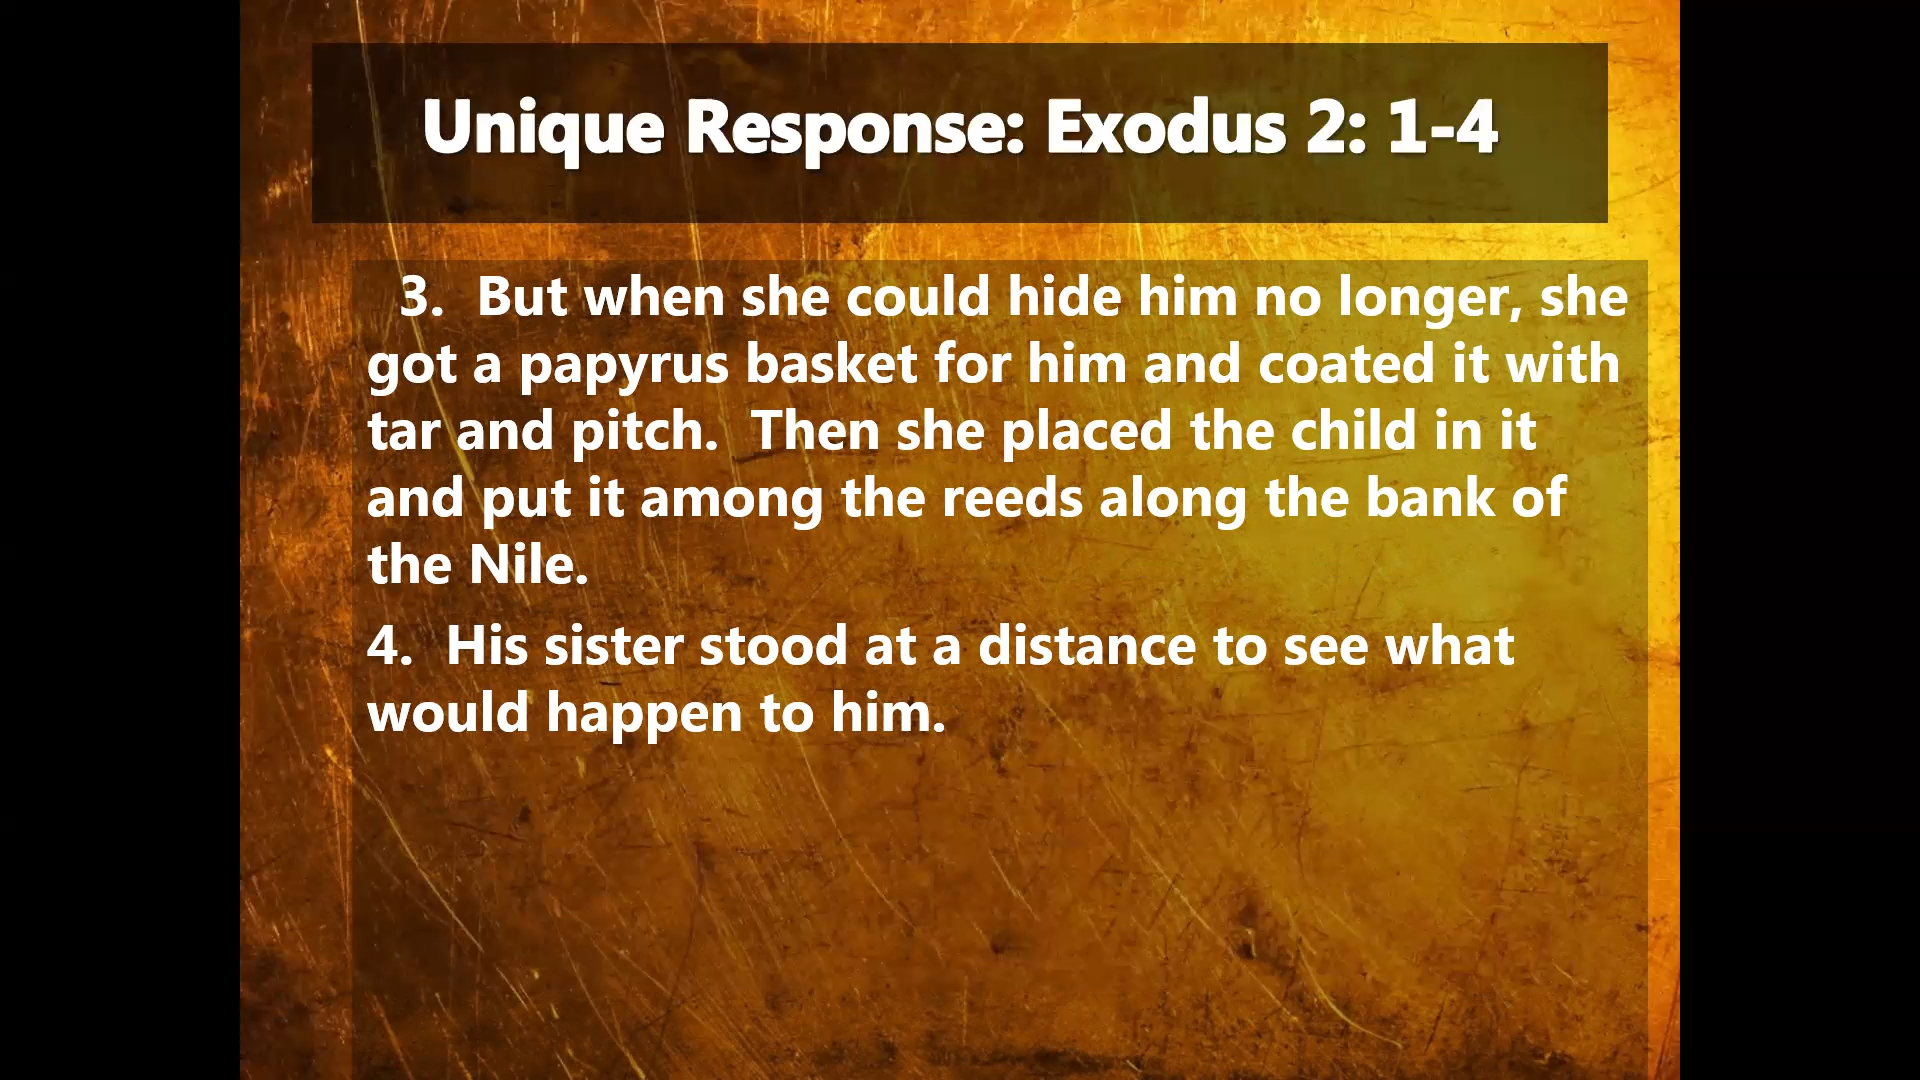 Unique Response: Exodus 2: 1-4
3.  But when she could hide him no longer, she
got a papyrus basket for him and coated it with
tar and pitch.  Then she placed the child in it
and put it among the reeds along the bank of
the Nile.
4.  His sister stood at a distance to see what
would happen to him.